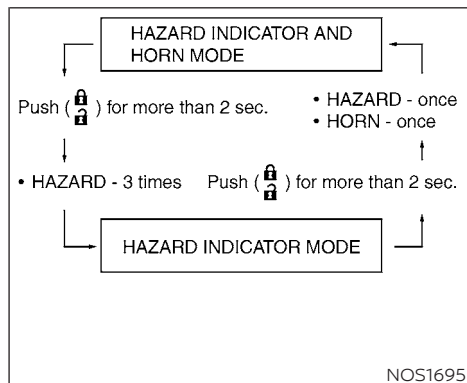 HAZARD INDICATOR AND
HORN MODE
Push ( ) for more than 2 sec.
• HAZARD - once
• HORN - once
• HAZARD - 3 times
Push ( ) for more than 2 sec.
HAZARD INDICATOR MODE
NOS1695